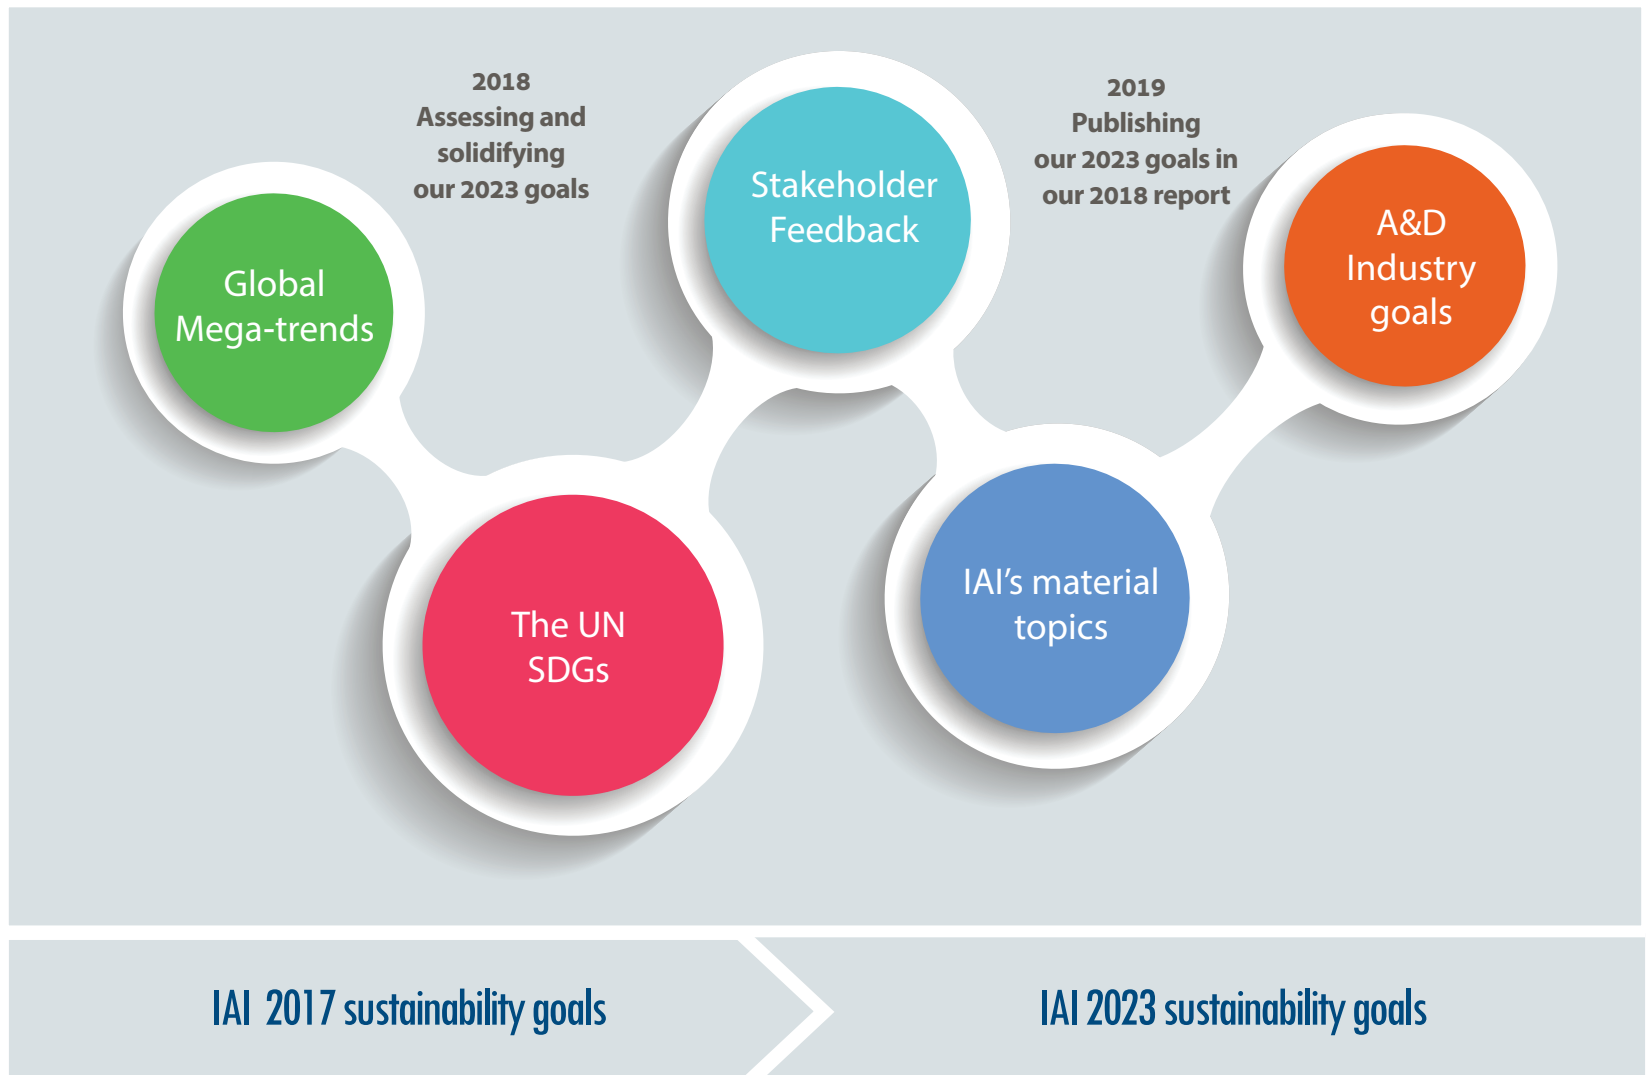 2018
Assessing and
solidifying
our 2023 goals
2019
Publishing
our 2023 goals in
our 2018 report
Global
Mega-trends
The UN
SDGs
Stakeholder
Feedback
IAI’s material
topics
A&D
Industry
goals
IAI 2017 sustainability goals
IAI 2023 sustainability goals